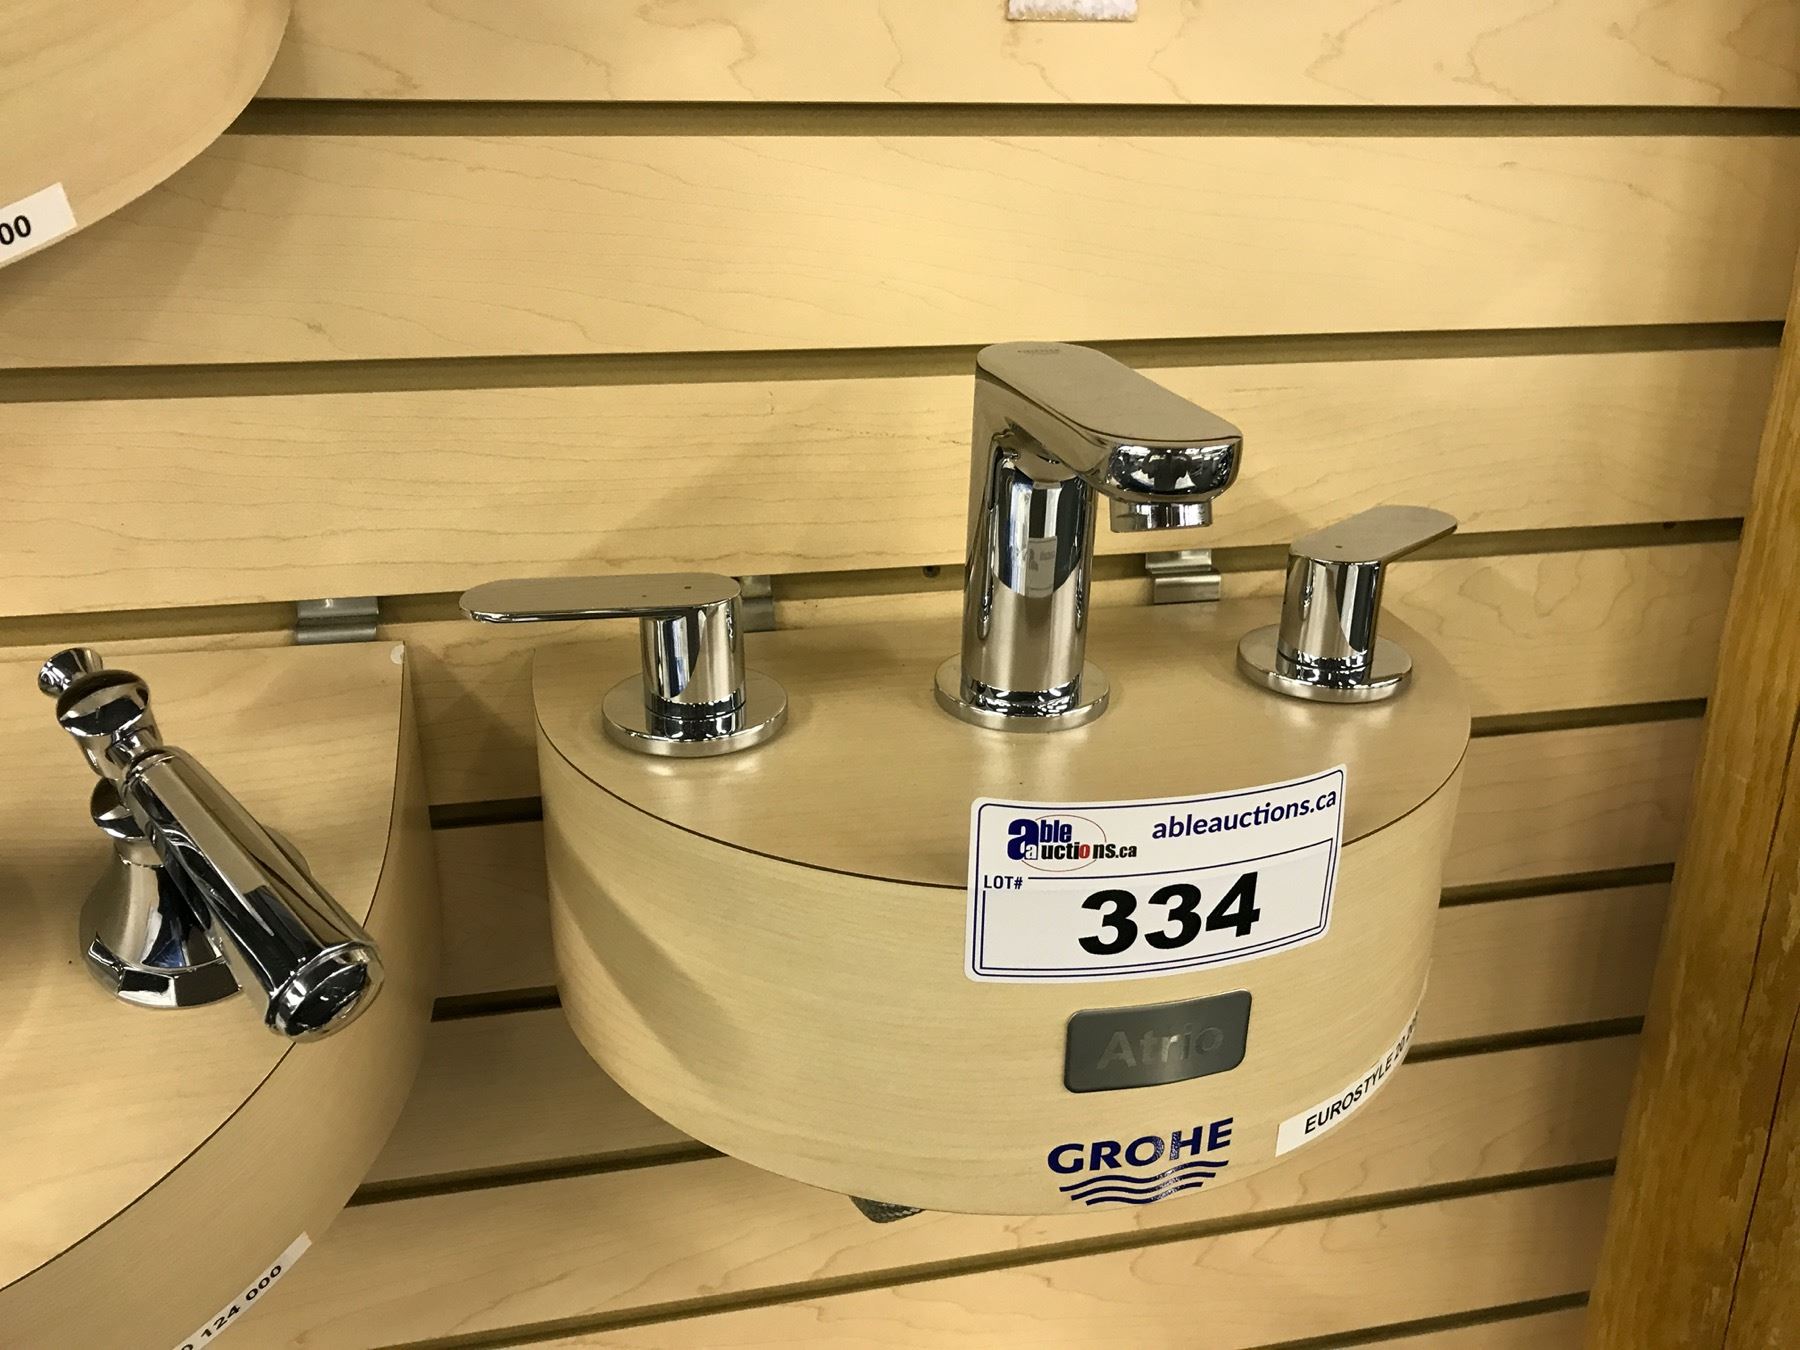 00
able
auctions.ca
ableauctions.ca
LOT#
334
Atrio
GROHE
EUROSTYLE
124 000